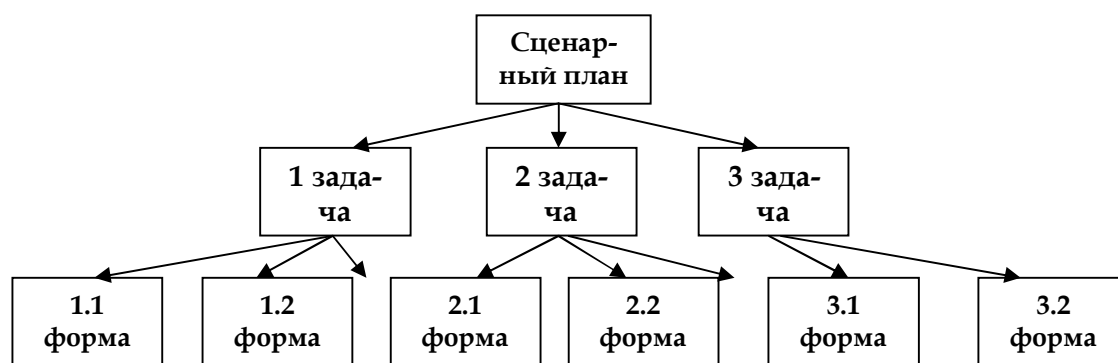 Сценар-
ный план
1 зада-
ча
2 зада-
ча
3 зада-
ча
1.1
форма
1.2
форма
2.1
форма
2.2
форма
3.1
форма
3.2
форма